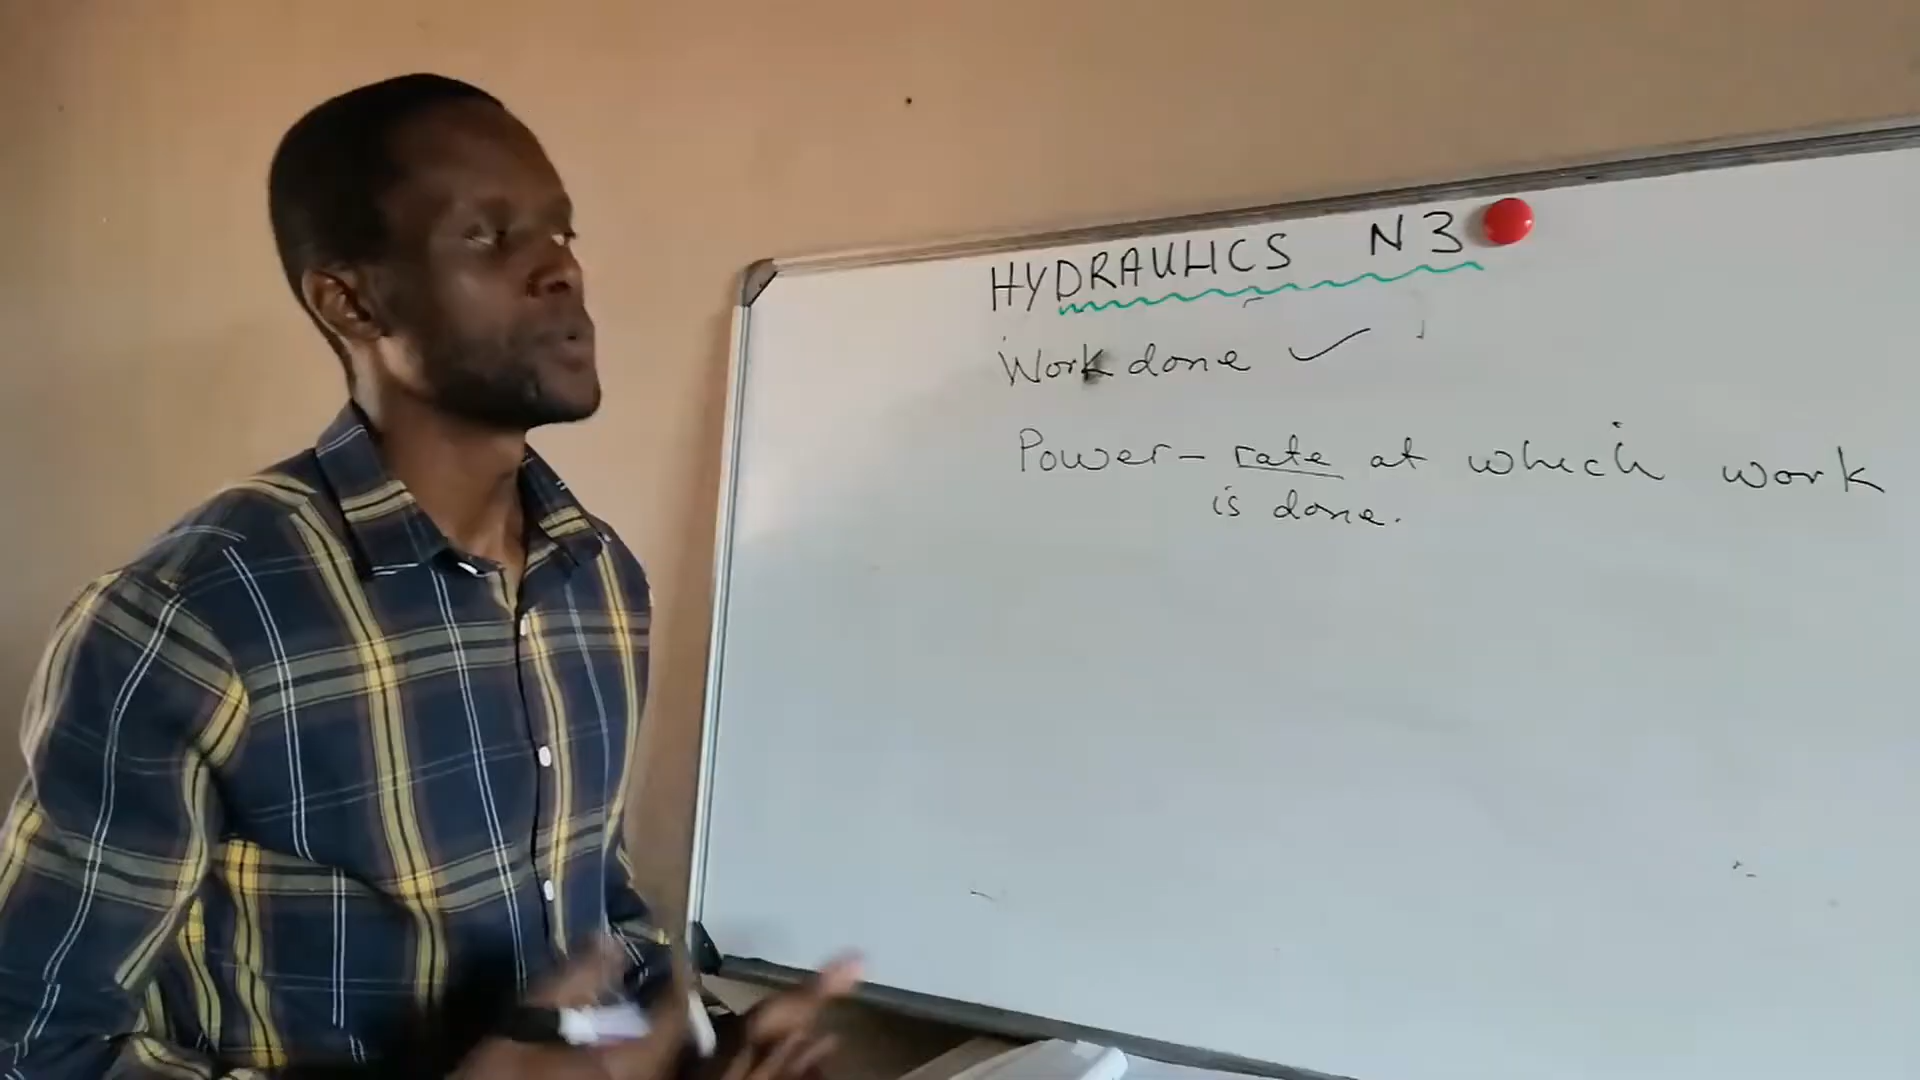 HYDRAULICS N3
Work done ✓
Power - rate at which work
is done.